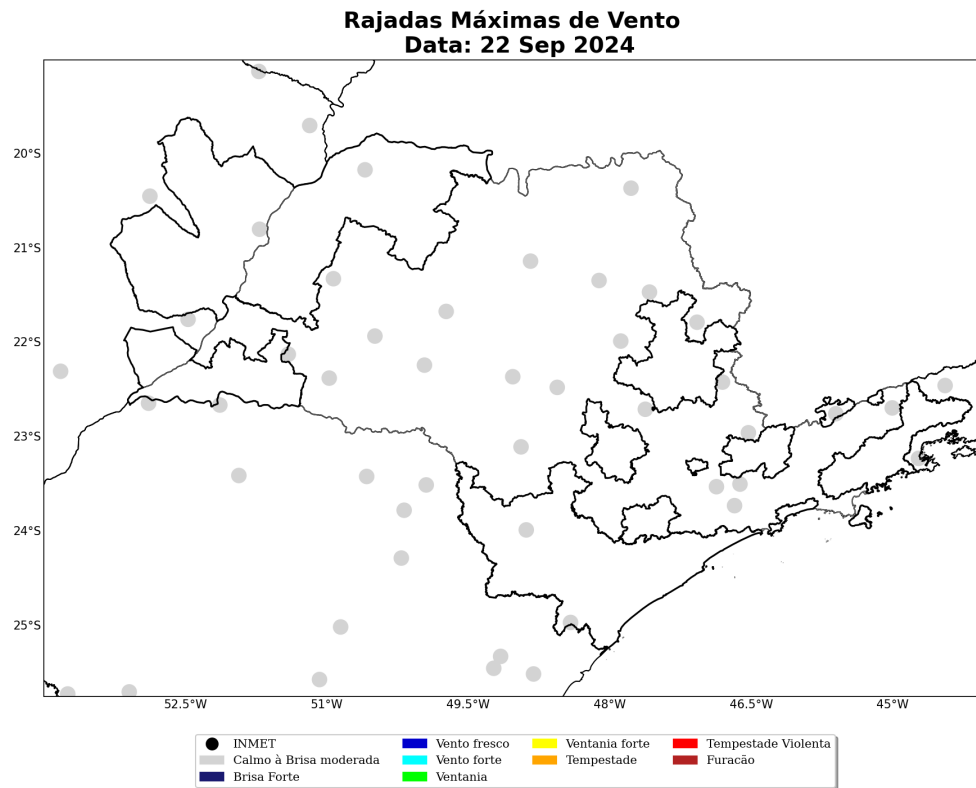 Rajadas Máximas de Vento
Data: 22 Sep 2024
20°S
21°S
22°S
23°S
24°S
25°S
52.5°W
51°W
49.5°W
48°W
46.5°W
45°W
INMET
Calmo à Brisa moderada
Brisa Forte
Vento fresco
Vento forte
Ventania
Ventania forte
Tempestade
Tempestade Violenta
Furacão